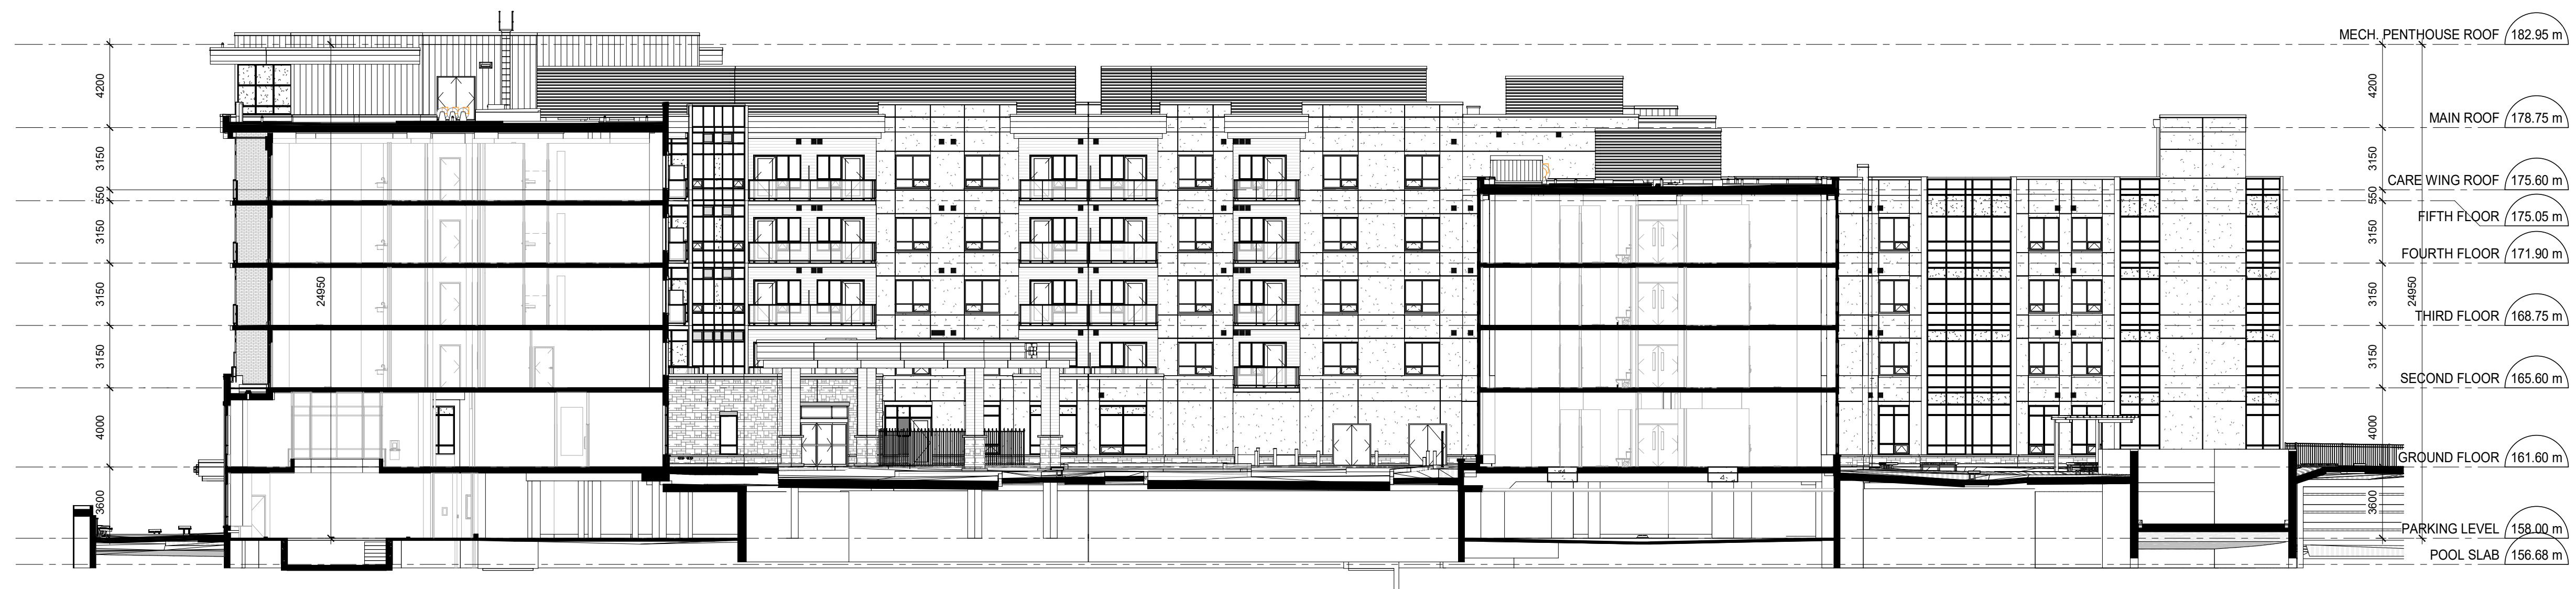 MECH. PENTHOUSE ROOF 182.95 m
MAIN ROOF 178.75 m
CARE WING ROOF 175.60 m
FIFTH FLOOR 175.05 m
FOURTH FLOOR 171.90 m
THIRD FLOOR 168.75 m
SECOND FLOOR 165.60 m
GROUND FLOOR 161.60 m
PARKING LEVEL 158.00 m
POOL SLAB 156.68 m
4200
3150
550
3150
3150
3150
4000
3600
24950
4200
3150
550
3150
3150
3150
4000
3600
24950